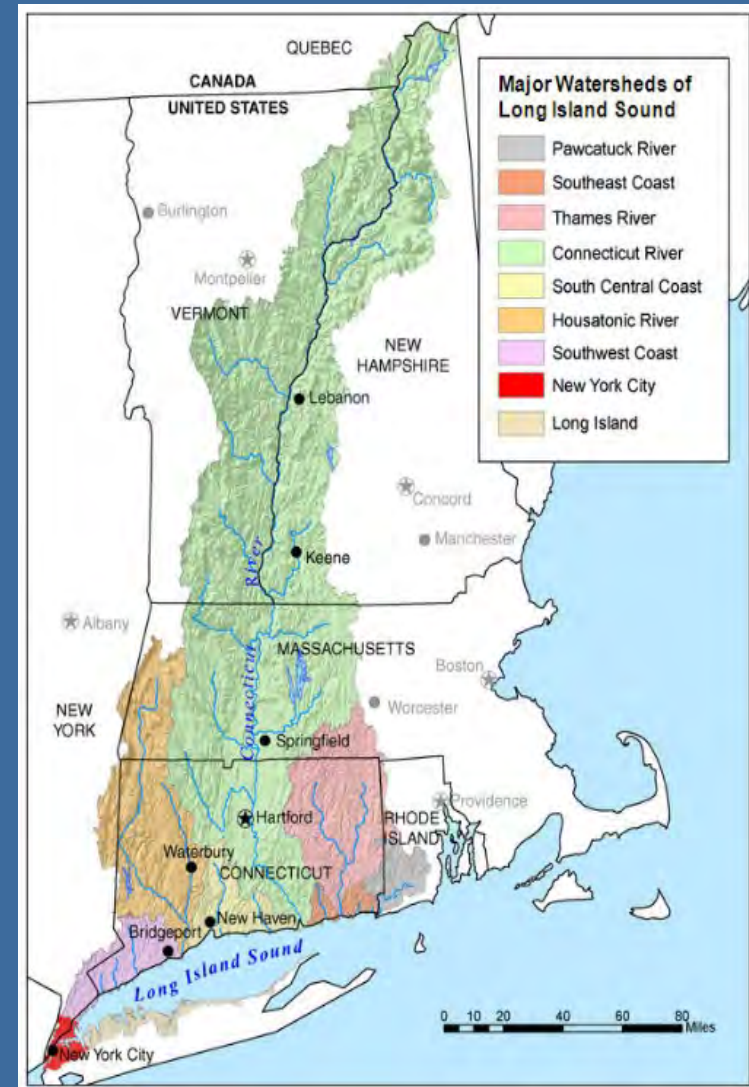 QUEBEC
CANADA
UNITED STATES
Major Watersheds of
Long Island Sound
Pawcatuck River
Southeast Coast
Thames River
Connecticut River
South Central Coast
Housatonic River
Southwest Coast
New York City
Long Island
Burlington
Montpelier
VERMONT
NEW
HAMPSHIRE
Lebanon
Concord
Manchester
Keene
Connecticut River
Albany
MASSACHUSETTS
Boston
NEW
YORK
Worcester
Springfield
Providence
Hartford
RHODE
ISLAND
Waterbury
CONNECTICUT
New Haven
Bridgeport
Long Island Sound
New York City
0 10 20 40 60 80
Miles